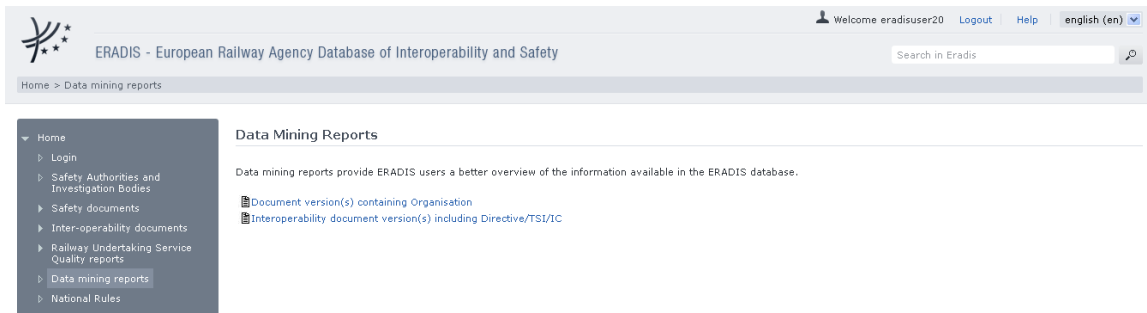 Welcome eradisuser20 Logout Help english (en)
ERADIS - European Railway Agency Database of Interoperability and Safety
Search in Eradis
Home > Data mining reports
Home
Login
Safety Authorities and
Investigation Bodies
Safety documents
Inter-operability documents
Railway Undertaking Service
Quality reports
Data mining reports
National Rules
Data Mining Reports
Data mining reports provide ERADIS users a better overview of the information available in the ERADIS database.
Document version(s) containing Organisation
Interoperability document version(s) including Directive/TSI/IC